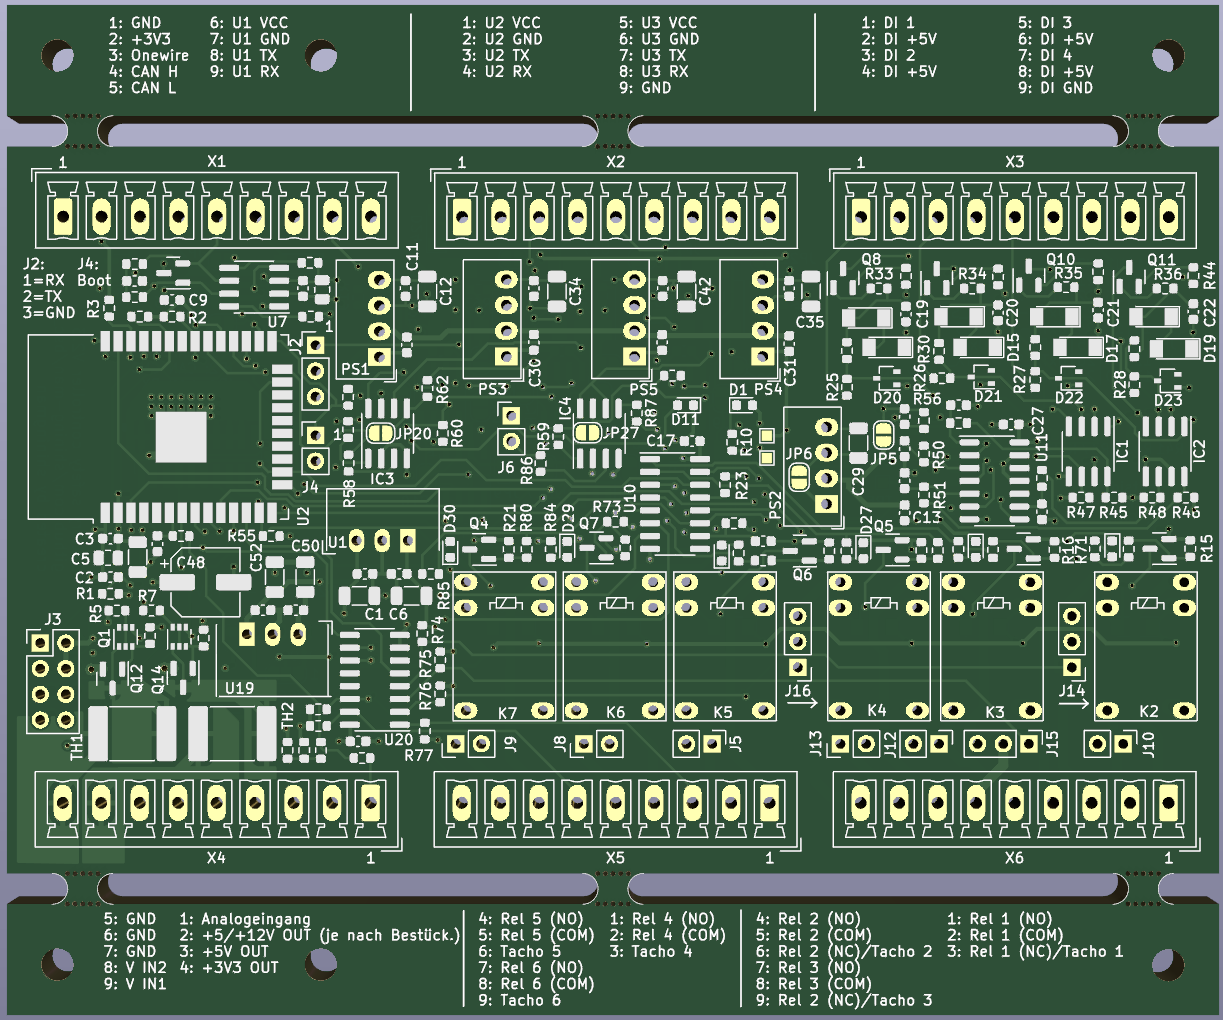 1: GND
2: +3V3
3: Onewire
4: CAN H
5: CAN L
6: U1 VCC
7: U1 GND
8: U1 TX
9: U1 RX
1: U2 VCC
2: U2 GND
3: U2 TX
4: U2 RX
5: U3 VCC
6: U3 GND
7: U3 TX
8: U3 RX
9: GND
1: DI 1
2: DI +5V
3: DI 2
4: DI +5V
5: DI 3
6: DI +5V
7: DI 4
8: DI +5V
9: DI GND
1 X1
1 X2
1 X3
J2:
1=RX
2=TX
3=GND
J4:
Boot
R3
C9
R2
U7
J2
1
PS1
C11
C12
PS3
C34
C30
PS5
C42
PS4
C35
C31
Q8
R33
R34
Q10
R35
Q11
R36
R44
C19
C20
C21
C22
R30
D15
D17
D19
R25
R26
R27
R28
D20
D21
D22
D23
R56
1
J4
U2
R58
R62
JP20
IC3
R60
J6
R59
R86
IC4
JP27
R87
D11
D1
C17
R10
U10
R23
JP6
PS2
JP5
C29
R50
R51
C13
U11
C27
IC1
IC2
R47 R45 R48 R46
C3
C5
C2
R1
R5
R7
R55
C52
C50
+ C48
U1
D30
Q4
R21
R80
R84
D29
Q7
R73
Q6
D27
Q5
R16
R71
R15
C1 C6
R85
R74
R75
R76
R77
J3
Q1
Q12
Q14
U19
TH1
TH2
U20
K7
K6
K5
K4
K3
K2
J16
J14
J9
J8
J5
J13
J12
J15
J10
X4 1
X5 1
X6 1
5: GND
6: GND
7: GND
8: V IN2
9: V IN1
1: Analogeingang
2: +5/+12V OUT (je nach Bestück.)
3: +5V OUT
4: +3V3 OUT
4: Rel 5 (NO)
5: Rel 5 (COM)
6: Tacho 5
7: Rel 6 (NO)
8: Rel 6 (COM)
9: Tacho 6
1: Rel 4 (NO)
2: Rel 4 (COM)
3: Tacho 4
4: Rel 2 (NO)
5: Rel 2 (COM)
6: Rel 2 (NC)/Tacho 2
7: Rel 3 (NO)
8: Rel 3 (COM)
9: Rel 2 (NC)/Tacho 3
1: Rel 1 (NO)
2: Rel 1 (COM)
3: Rel 1 (NC)/Tacho 1